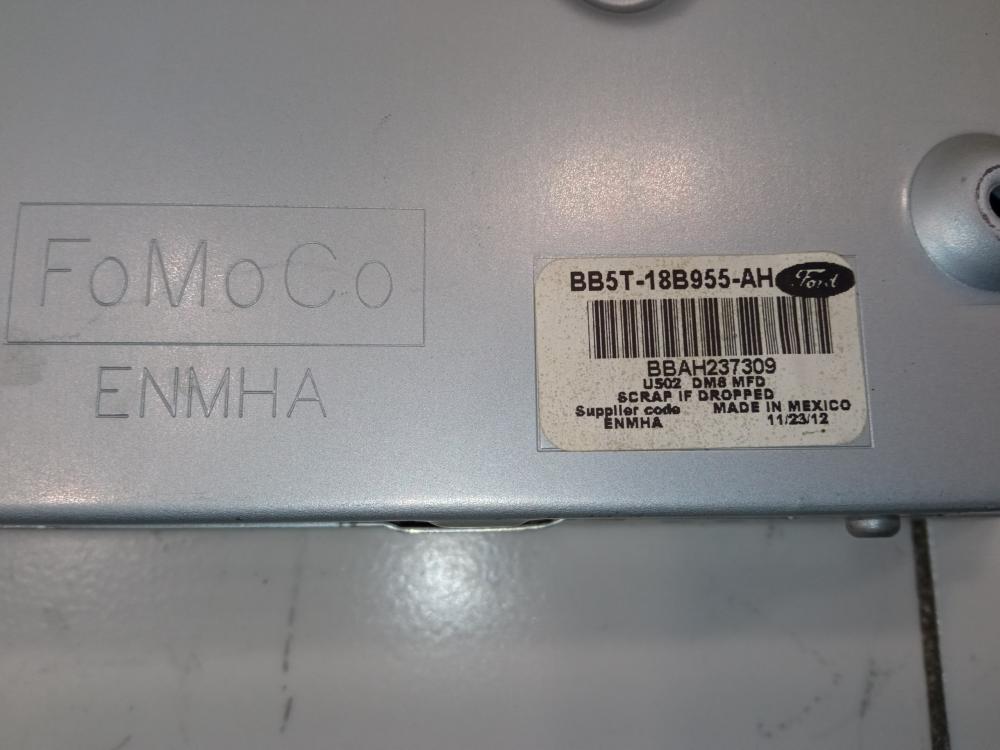 FoMoCo
ENMHA
BB5T-18B955-AH Ford
BBAH237309
U502 DM8 MFD
SCRAP IF DROPPED
Supplier code MADE IN MEXICO
ENMHA 11/23/12